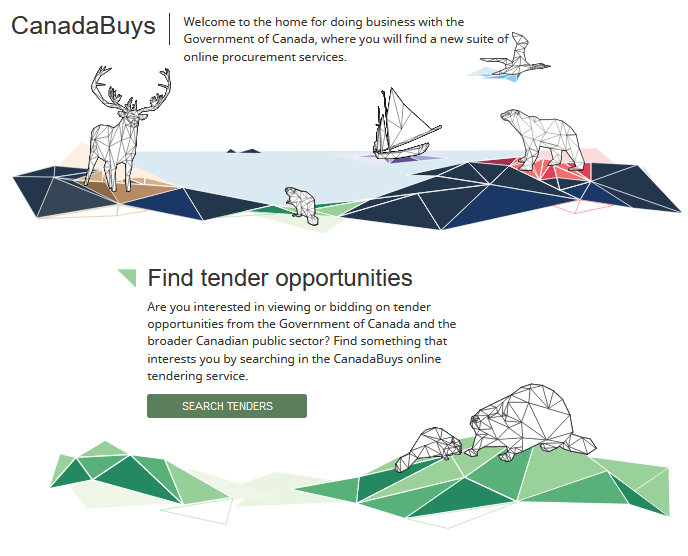 CanadaBuys
Welcome to the home for doing business with the
Government of Canada, where you will find a new suite of
online procurement services.
Find tender opportunities
Are you interested in viewing or bidding on tender
opportunities from the Government of Canada and the
broader Canadian public sector? Find something that
interests you by searching in the CanadaBuys online
tendering service.
SEARCH TENDERS